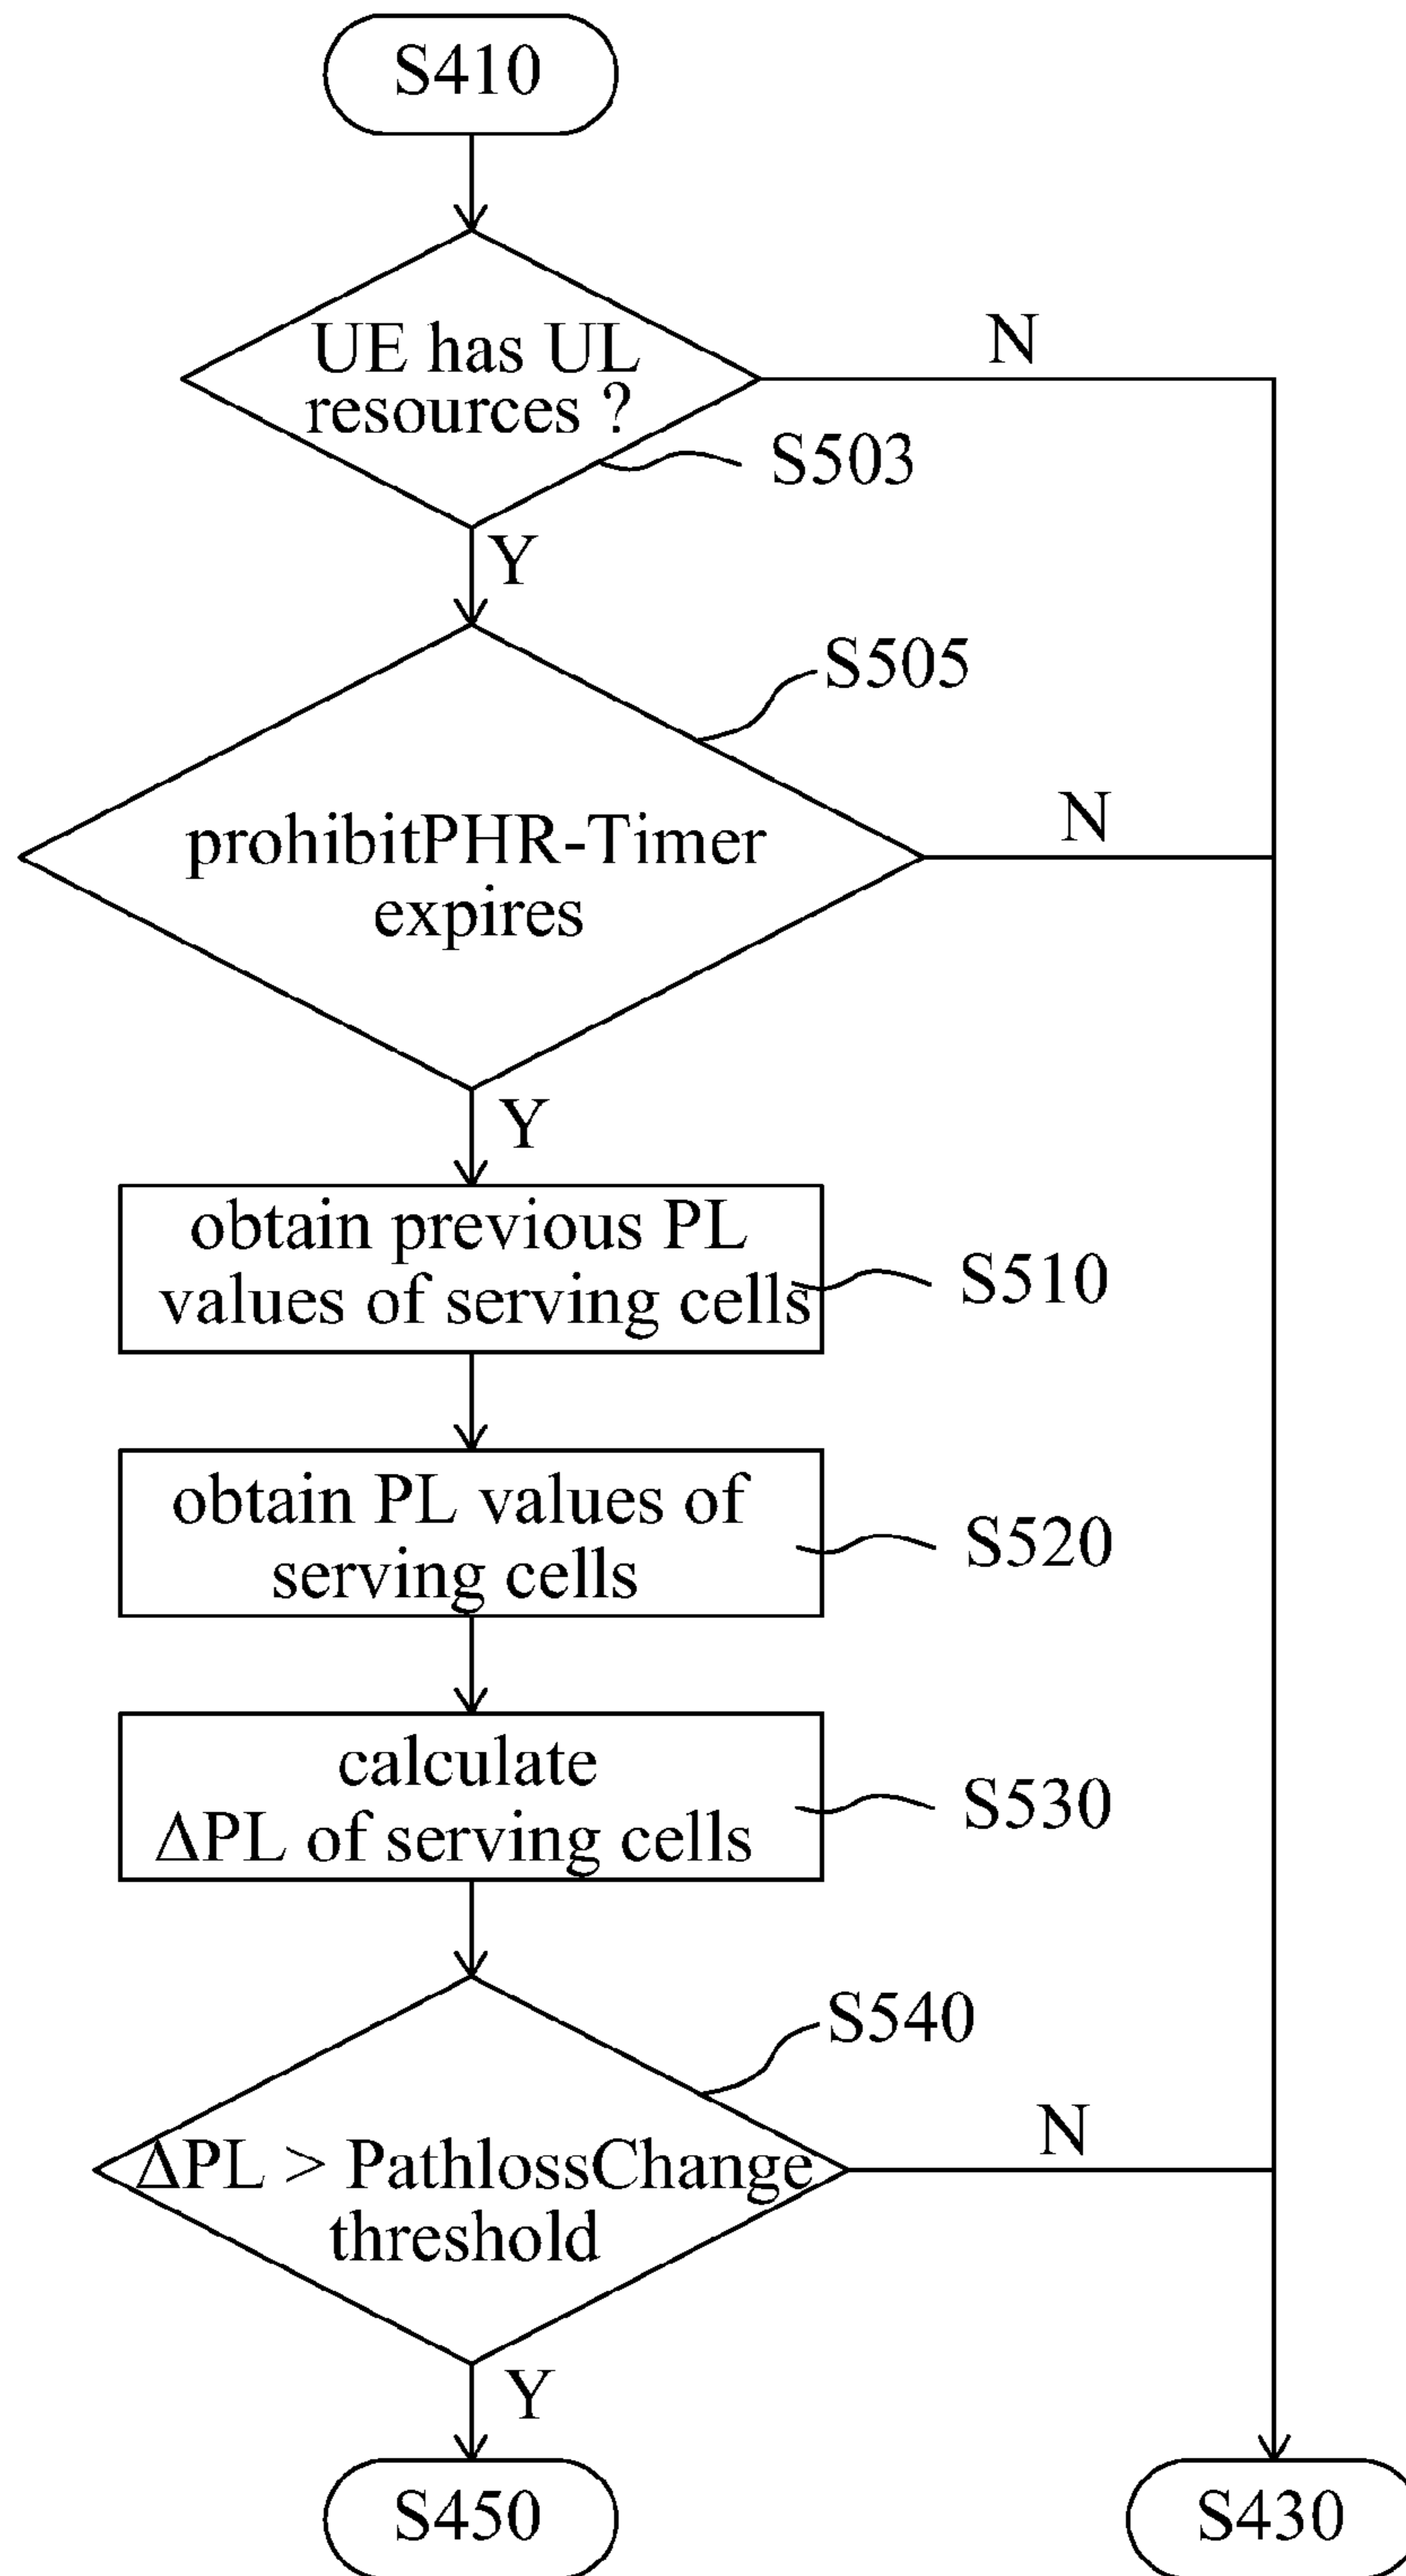 S410
UE has UL
resources ?
N
S503
Y
S505
prohibitPHR-Timer
expires
N
Y
obtain previous PL
values of serving cells
S510
obtain PL values of
serving cells
S520
calculate
ΔPL of serving cells
S530
S540
ΔPL > PathlossChange
threshold
N
Y
S450
S430